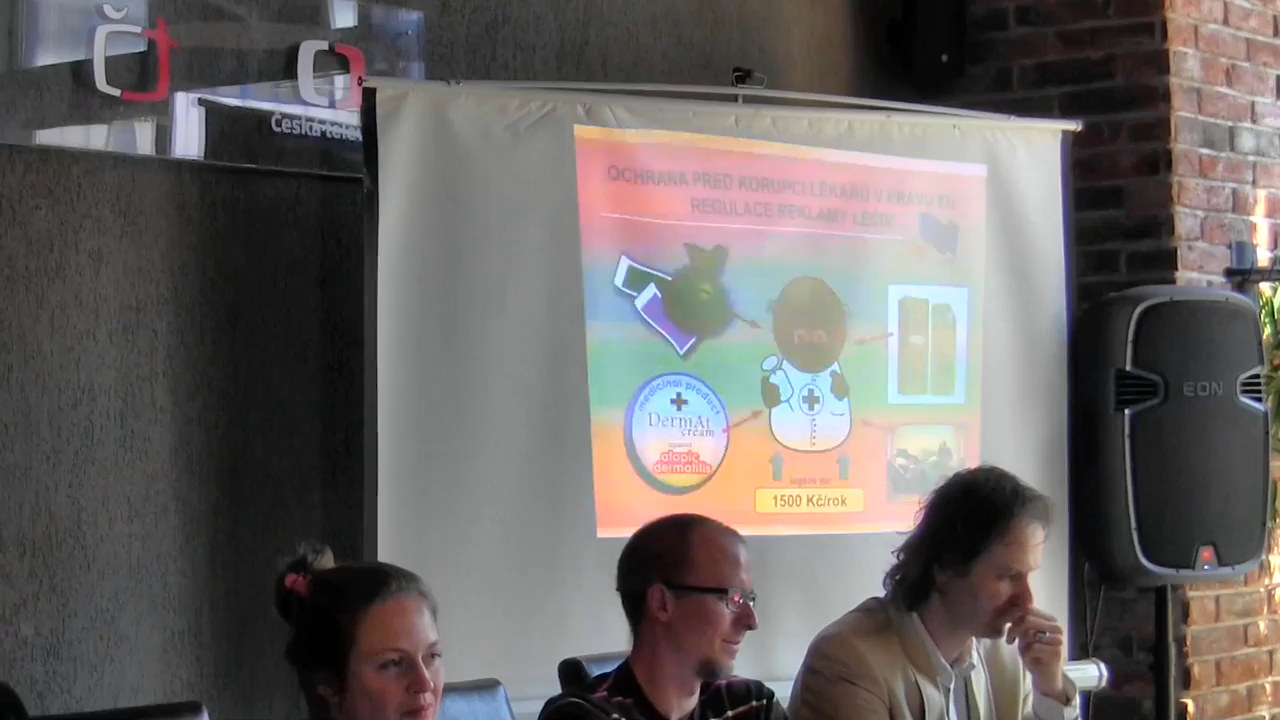 Č
Česká telev
OCHRANA PŘED KORUPCÍ LÉKAŘŮ V PRÁVU EU
REGULACE REKLAMY LÉČIV
medicinal product
DermAt
cream
atopic
dermatitis
1500 Kč/rok
EON